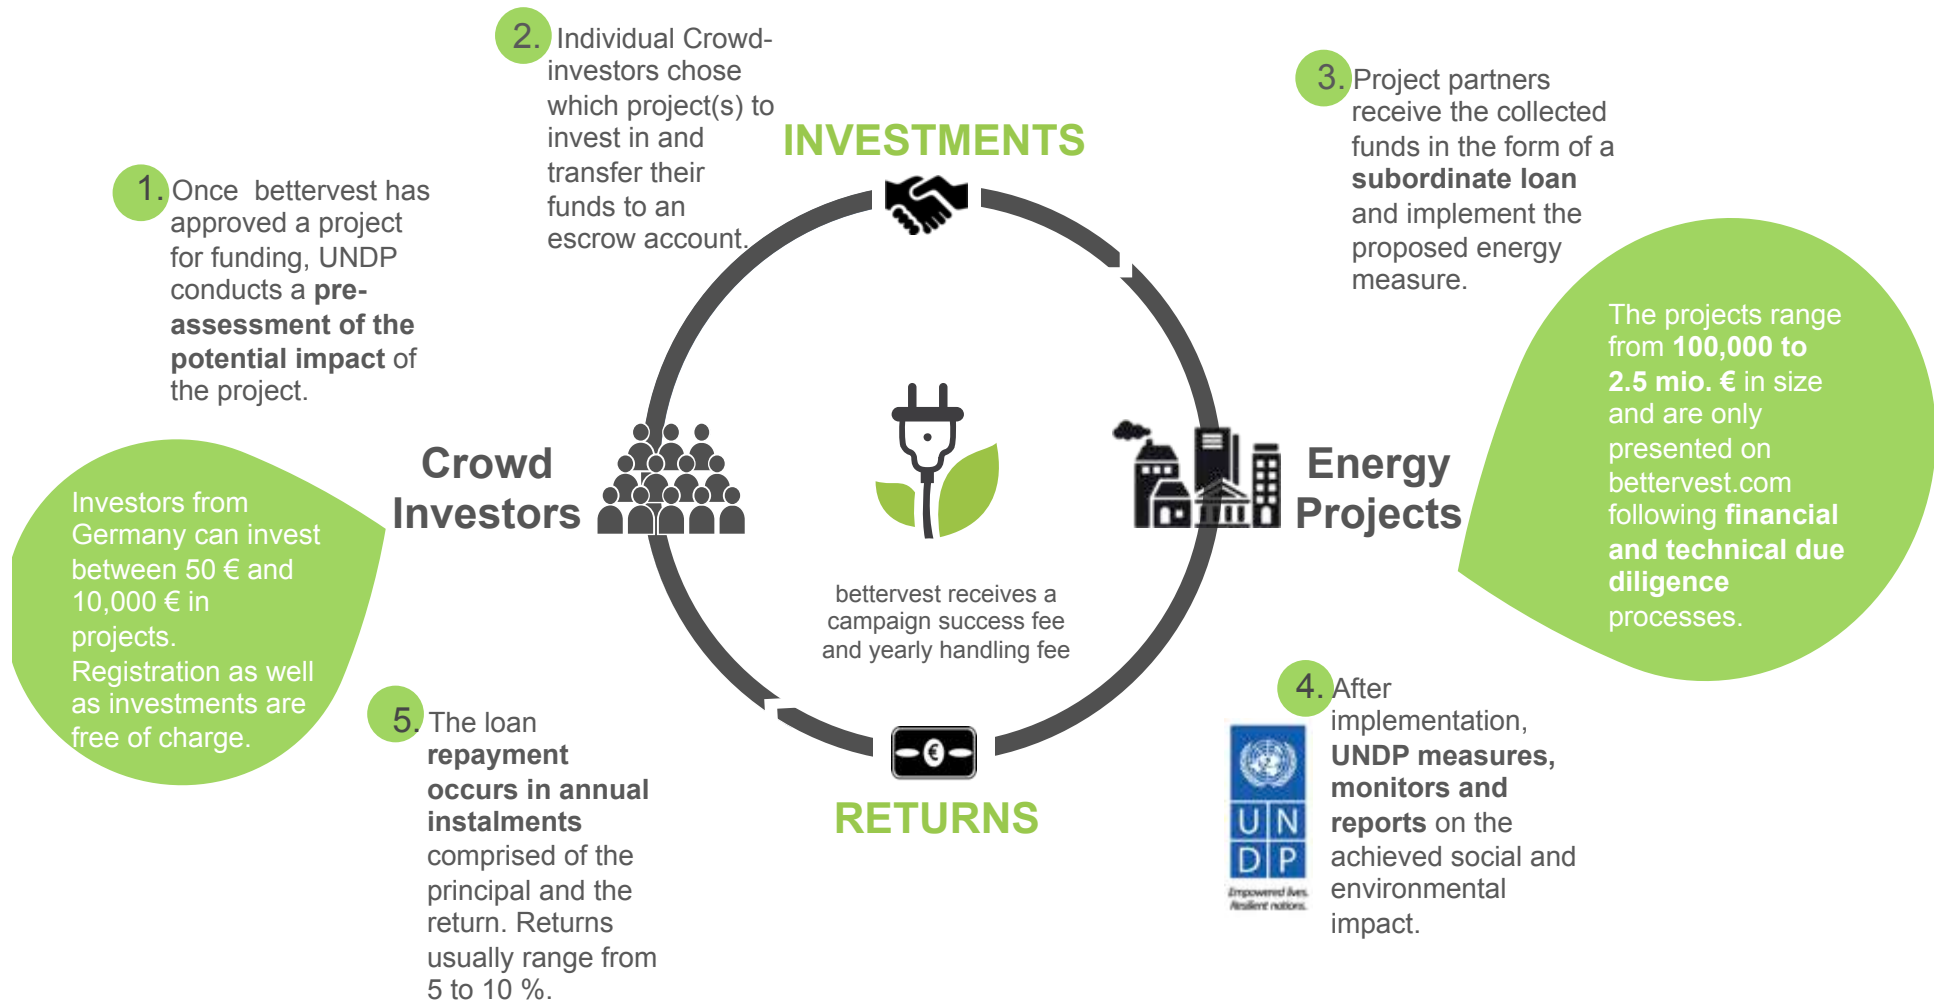 1. Once bettervest has
approved a project
for funding, UNDP
conducts a pre-
assessment of the
potential impact of
the project.
2. Individual Crowd-
investors chose
which project(s) to
invest in and
transfer their
funds to an
escrow account.
INVESTMENTS
3. Project partners
receive the collected
funds in the form of a
subordinate loan
and implement the
proposed energy
measure.
The projects range
from 100,000 to
2.5 mio. € in size
and are only
presented on
bettervest.com
following financial
and technical due
diligence
processes.
Crowd
Investors
Energy
Projects
Investors from
Germany can invest
between 50 € and
10,000 € in
projects.
Registration as well
as investments are
free of charge.
€
bettervest receives a
campaign success fee
and yearly handling fee
RETURNS
4. After
implementation,
UNDP measures,
monitors and
reports on the
achieved social and
environmental
impact.
U N
D P
Empowered lives.
Resilient nations.
5. The loan
repayment
occurs in annual
instalments
comprised of the
principal and the
return. Returns
usually range from
5 to 10 %.